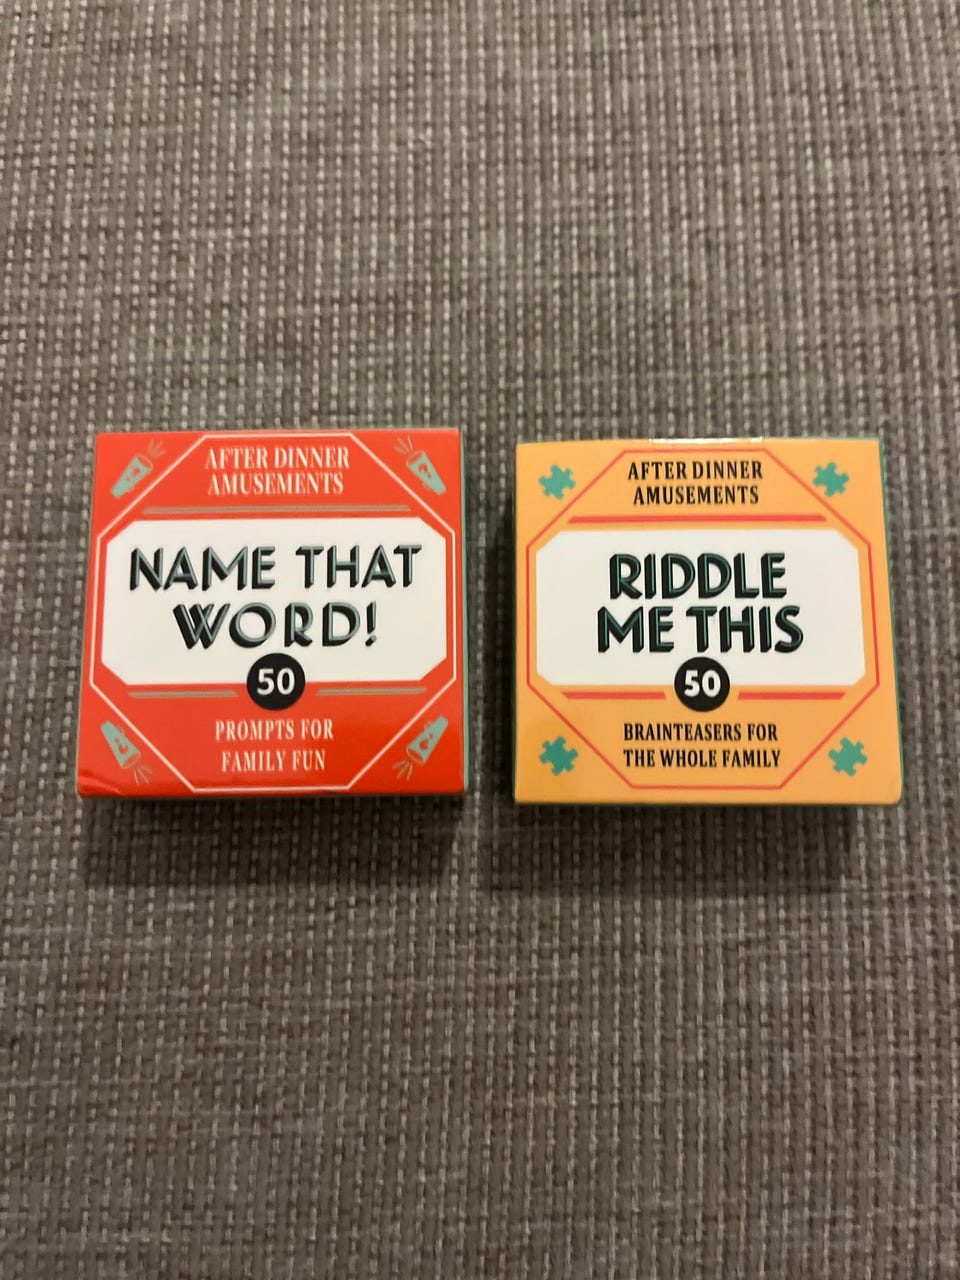 AFTER DINNER
AMUSEMENTS
NAME THAT
WORD!
50
PROMPTS FOR
FAMILY FUN
AFTER DINNER
AMUSEMENTS
RIDDLE
ME THIS
50
BRAINTEASERS FOR
THE WHOLE FAMILY